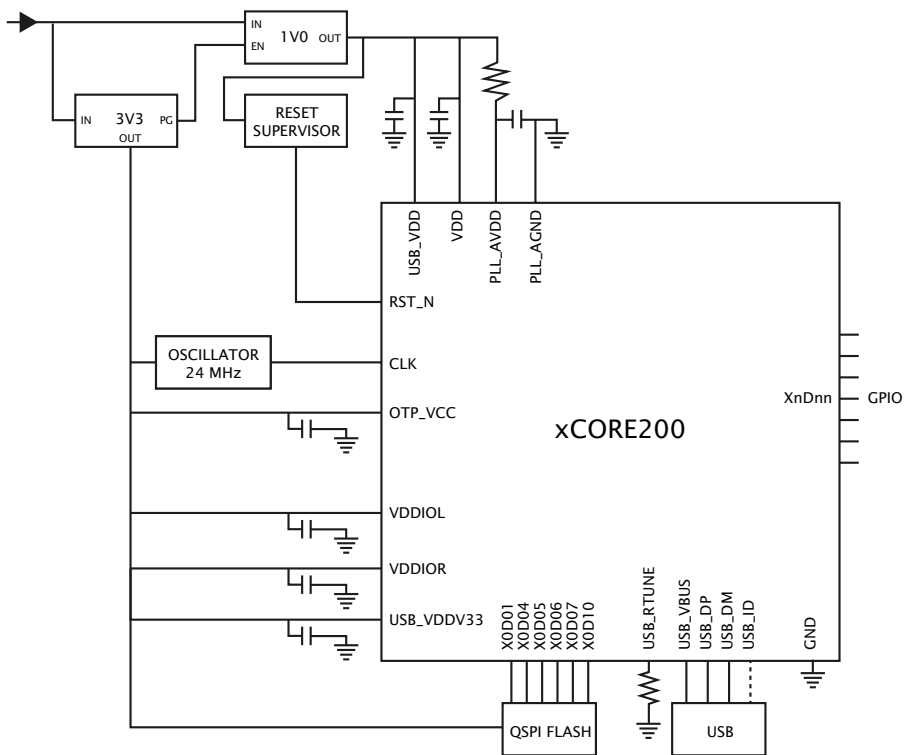 IN
1V0
OUT
EN
IN
3V3
PG
OUT
RESET
SUPERVISOR
USB_VDD
VDD
PLL_AVDD
PLL_AGND
RST_N
OSCILLATOR
24 MHz
CLK
XnDnn
GPIO
OTP_VCC
xCORE200
VDDIOL
VDDIOR
USB_VDDV33
X0D01
X0D04
X0D05
X0D06
X0D07
X0D10
USB_RTUNE
USB_VBUS
USB_DP
USB_DM
USB_ID
GND
QSPI FLASH
USB